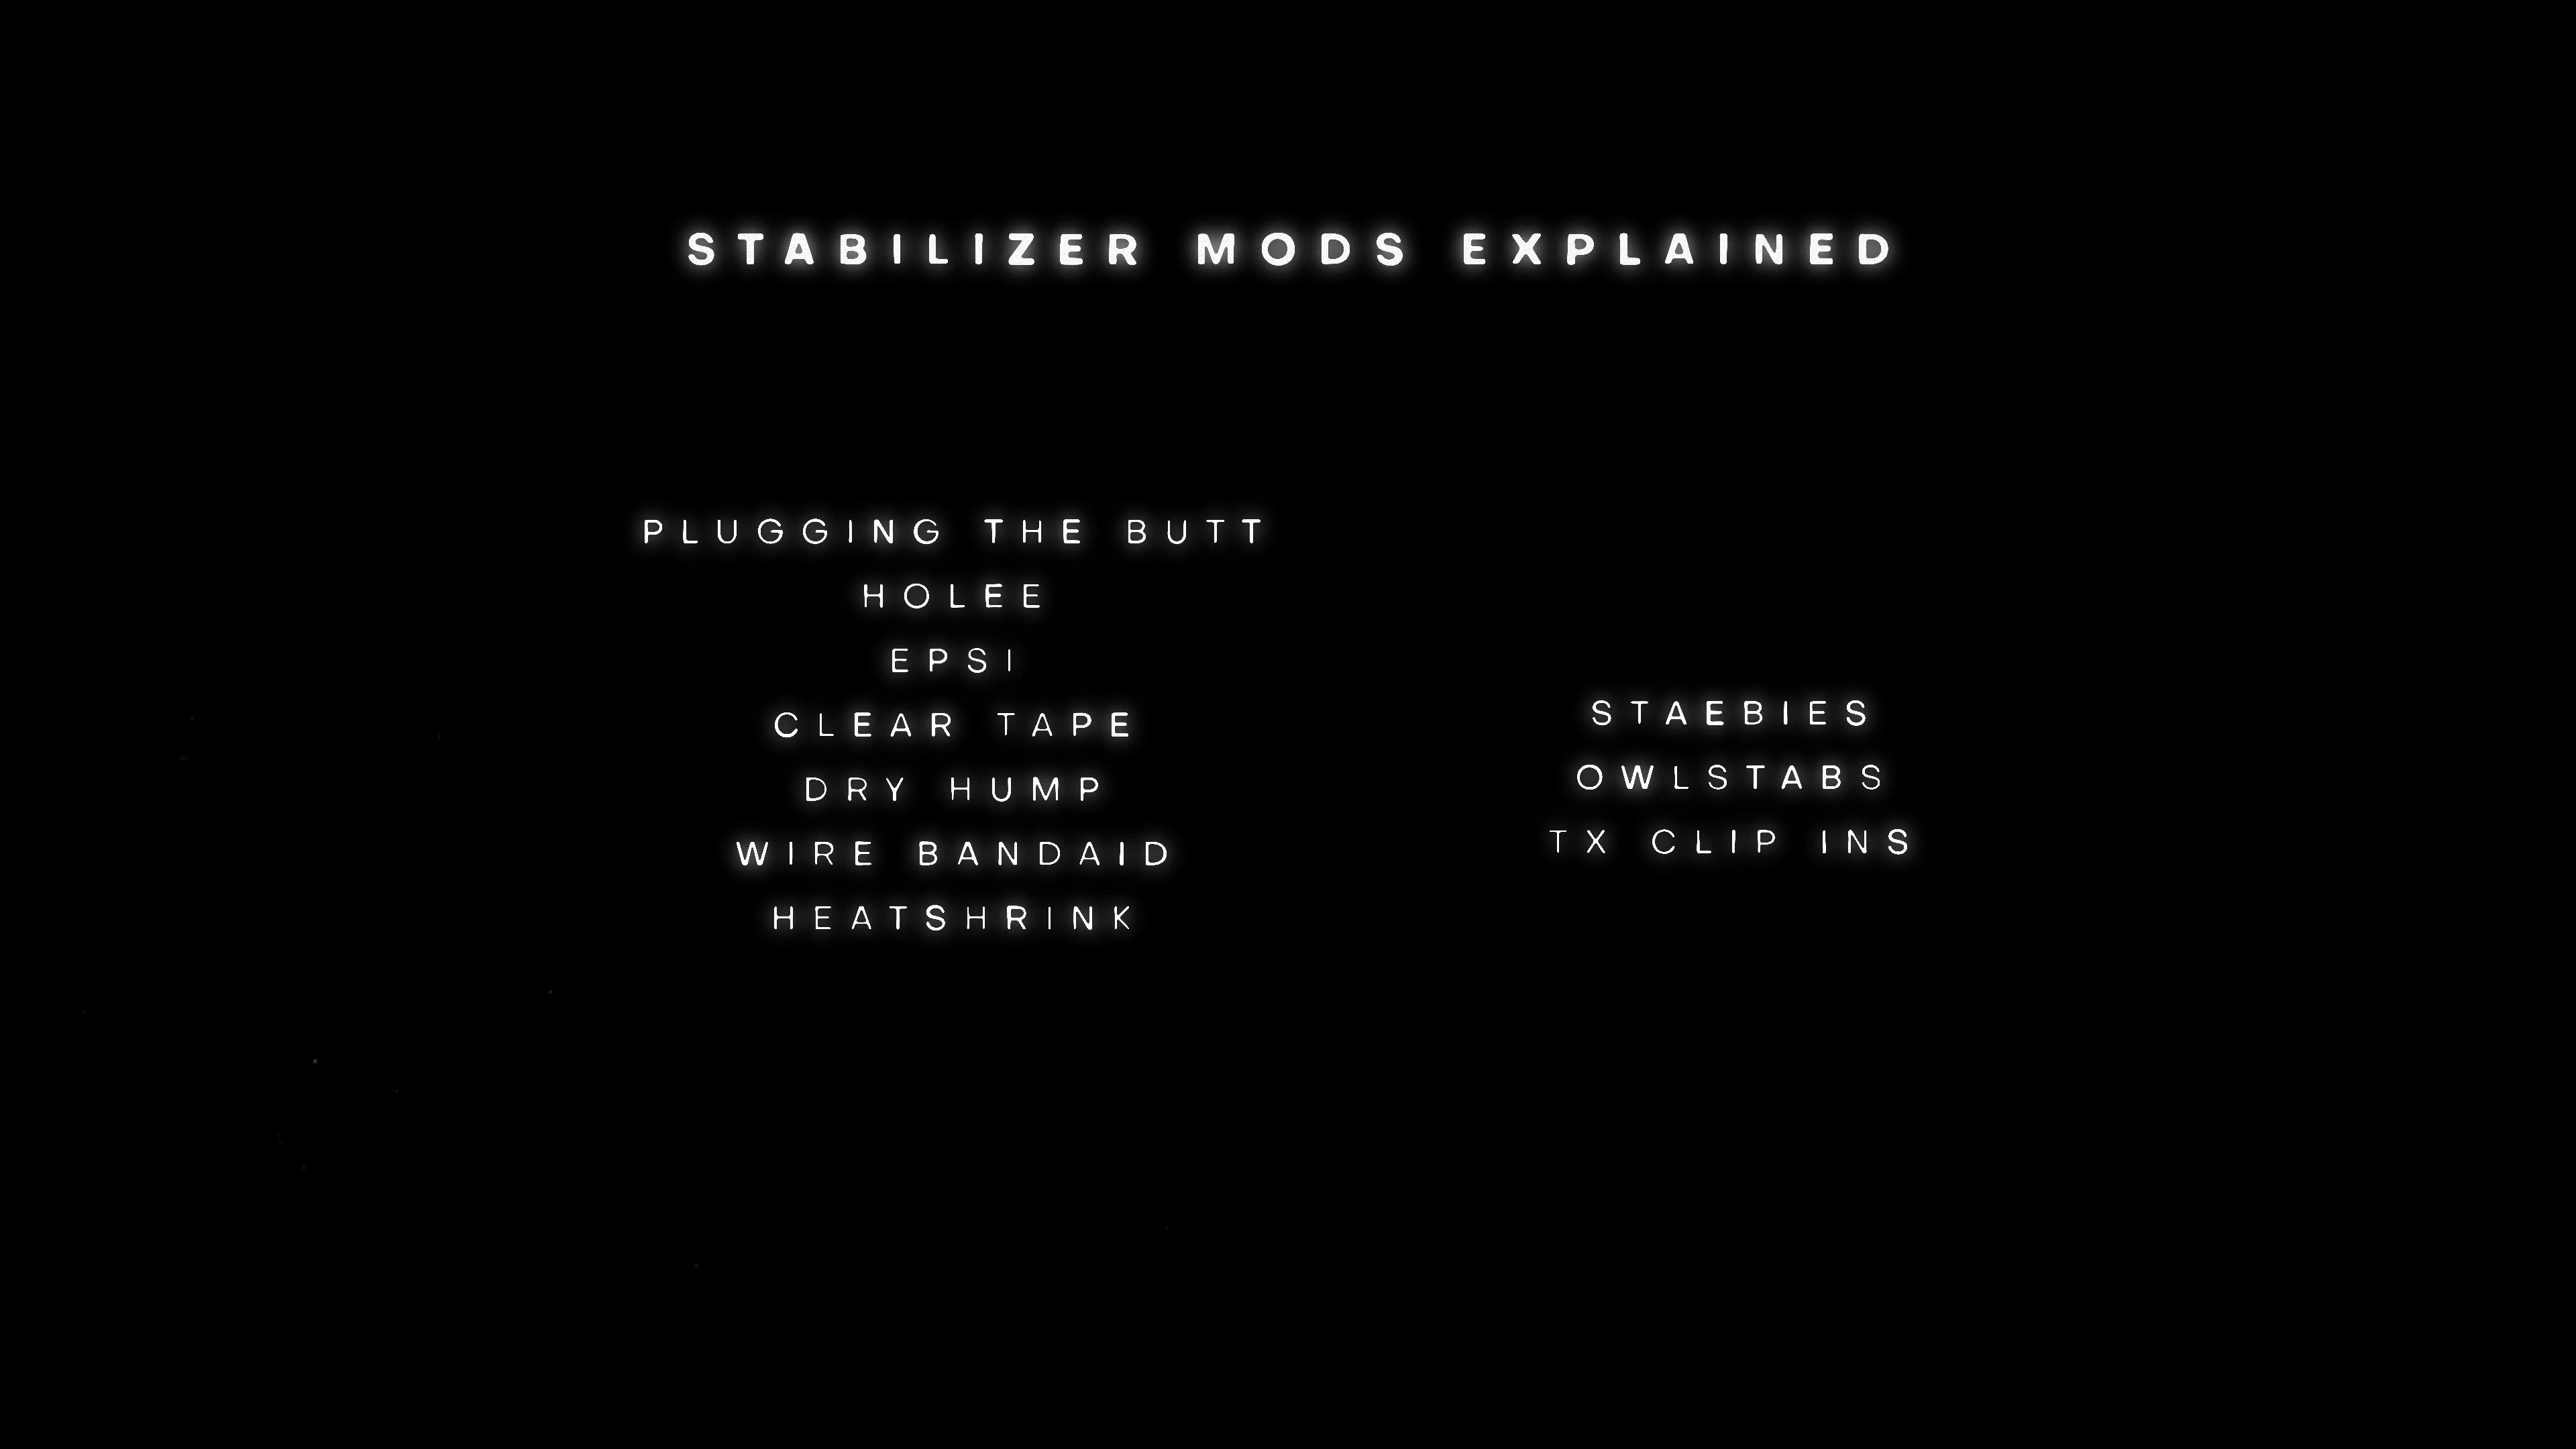 STABILIZER MODS EXPLAINED
PLUGGING THE BUTT
HOLEE
EPSI
CLEAR TAPE
DRY HUMP
WIRE BANDAID
HEATSHRINK
STAEBIES
OWLSTABS
TX CLIP INS